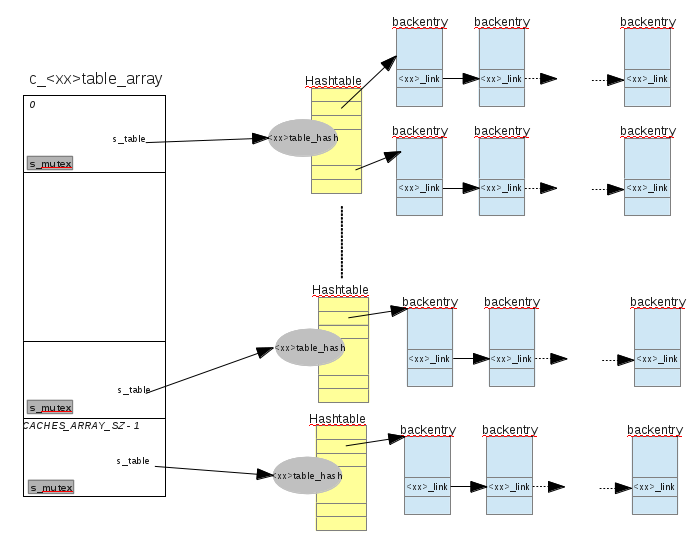 backentry backentry backentry
c_<xx>table_array
Hashtable
<xx>_link <xx>_link <xx>_link
0
s_table
<xx>table_hash
backentry backentry backentry
s_mutex
<xx>_link <xx>_link <xx>_link
Hashtable
backentry backentry backentry
<xx>table_hash
<xx>_link <xx>_link <xx>_link
s_table
s_mutex
Hashtable
CACHES_ARRAY_SZ-1
backentry backentry backentry
s_table
<xx>table_hash
s_mutex
<xx>_link <xx>_link <xx>_link